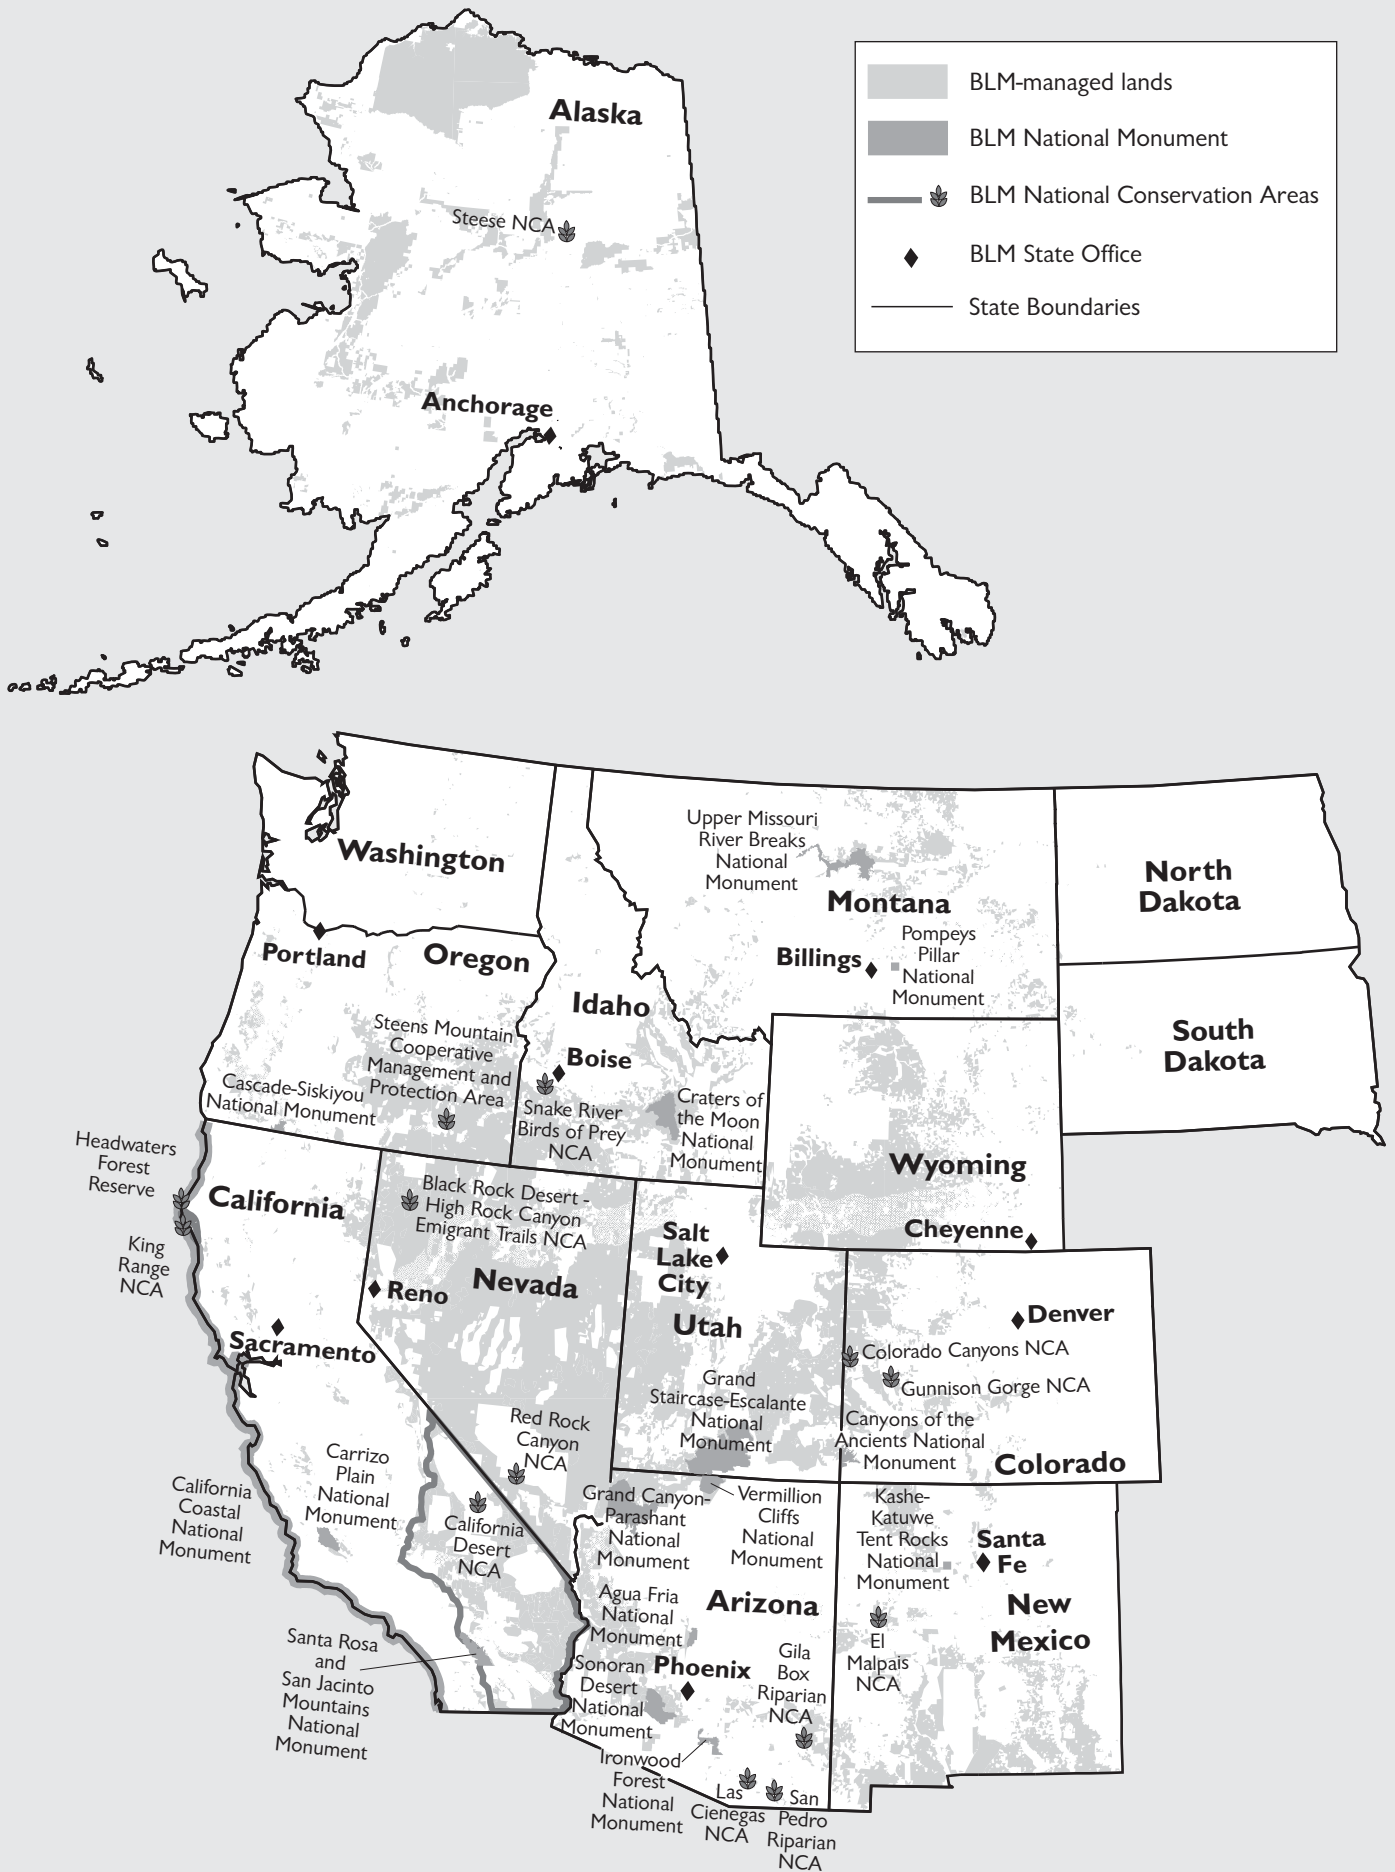 BLM-managed lands
BLM National Monument
BLM National Conservation Areas
BLM State Office
State Boundaries
Alaska
Steese NCA
Anchorage
Washington
Upper Missouri
River Breaks
National
Monument
Montana
North
Dakota
Portland
Oregon
Billings
Pompeys
Pillar
National
Monument
Idaho
South
Dakota
Steens Mountain
Cooperative
Management and
Protection Area
Boise
Cascade-Siskiyou
National Monument
Snake River
Birds of Prey
NCA
Craters of
the Moon
National
Monument
Wyoming
Cheyenne
Headwaters
Forest
Reserve
King
Range
NCA
California
Black Rock Desert -
High Rock Canyon
Emigrant Trails NCA
Nevada
Reno
Salt
Lake
City
Utah
Denver
Colorado Canyons NCA
Gunnison Gorge NCA
Sacramento
Grand
Staircase-Escalante
National
Monument
Canyons of the
Ancients National
Monument
Colorado
Red Rock
Canyon
NCA
Carrizo
Plain
National
Monument
California
Coastal
National
Monument
California
Desert
NCA
Grand Canyon-
Parashant
National
Monument
Vermillion
Cliffs
National
Monument
Kashe-
Katuwe
Tent Rocks
National
Monument
Santa
Fe
New
Mexico
Agua Fria
National
Monument
Arizona
El
Malpais
NCA
Santa Rosa
and
San Jacinto
Mountains
National
Monument
Sonoran
Desert
National
Monument
Phoenix
Gila
Box
Riparian
NCA
Ironwood
Forest
National
Monument
Las
Cienegas
NCA
San
Pedro
Riparian
NCA